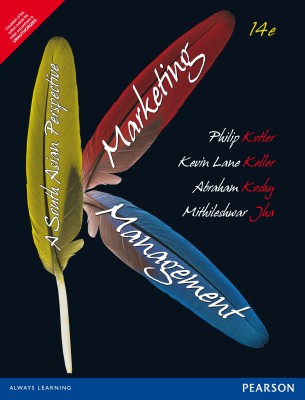 14e
A South Asian Perspective
Marketing
Management
Philip Kotler
Kevin Lane Keller
Abraham Koshy
Mithileshwar Jha
ALWAYS LEARNING
PEARSON